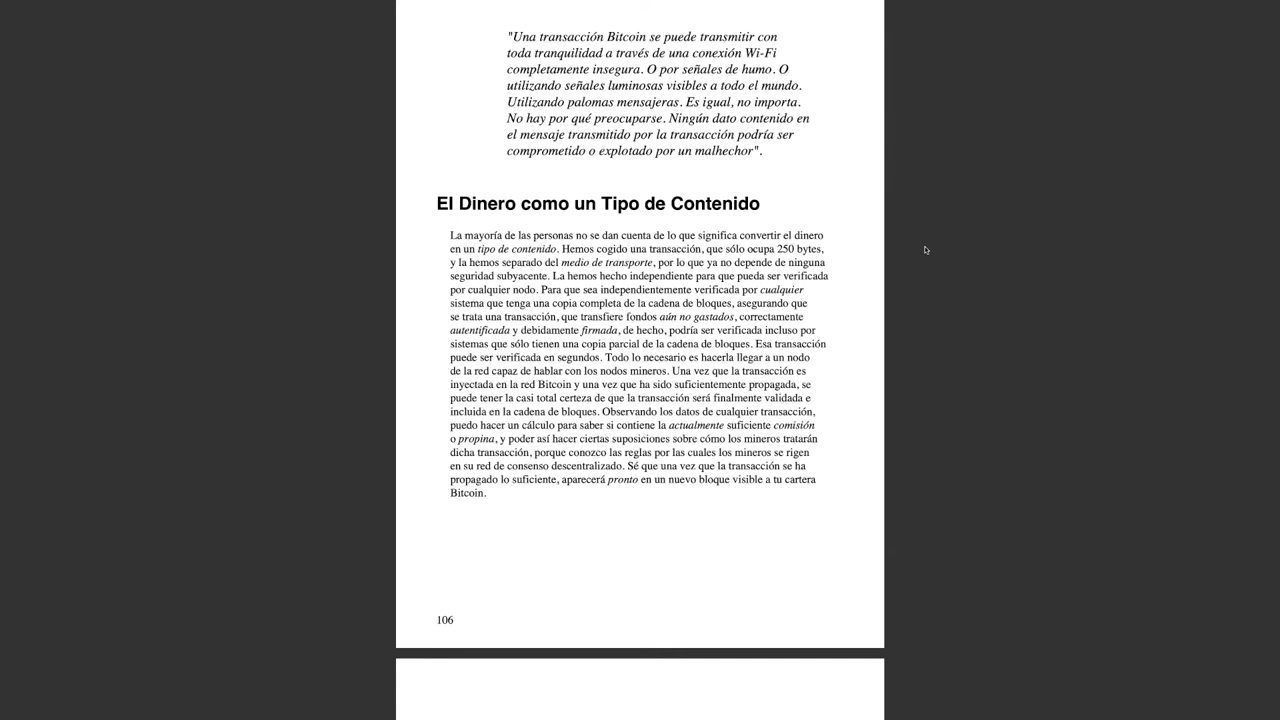 "Una transacción Bitcoin se puede transmitir con
toda tranquilidad a través de una conexión Wi-Fi
completamente insegura. O por señales de humo. O
utilizando señales luminosas visibles a todo el mundo.
Utilizando palomas mensajeras. Es igual, no importa.
No hay por qué preocuparse. Ningún dato contenido en
el mensaje transmitido por la transacción podría ser
comprometido o explotado por un malhechor".
El Dinero como un Tipo de Contenido
La mayoría de las personas no se dan cuenta de lo que significa convertir el dinero
en un tipo de contenido. Hemos cogido una transacción, que sólo ocupa 250 bytes,
y la hemos separado del medio de transporte, por lo que ya no depende de ninguna
seguridad subyacente. La hemos hecho independiente para que pueda ser verificada
por cualquier nodo. Para que sea independientemente verificada por cualquier
sistema que tenga una copia completa de la cadena de bloques, asegurando que
se trata una transacción, que transfiere fondos aún no gastados, correctamente
autentificada y debidamente firmada, de hecho, podría ser verificada incluso por
sistemas que sólo tienen una copia parcial de la cadena de bloques. Esa transacción
puede ser verificada en segundos. Todo lo necesario es hacerla llegar a un nodo
de la red capaz de hablar con los nodos mineros. Una vez que la transacción es
inyectada en la red Bitcoin y una vez que ha sido suficientemente propagada, se
puede tener la casi total certeza de que la transacción será finalmente validada e
incluida en la cadena de bloques. Observando los datos de cualquier transacción,
puedo hacer un cálculo para saber si contiene la actualmente suficiente comisión
o propina, y poder así hacer ciertas suposiciones sobre cómo los mineros tratarán
dicha transacción, porque conozco las reglas por las cuales los mineros se rigen
en su red de consenso descentralizado. Sé que una vez que la transacción se ha
propagado lo suficiente, aparecerá pronto en un nuevo bloque visible a tu cartera
Bitcoin.
106